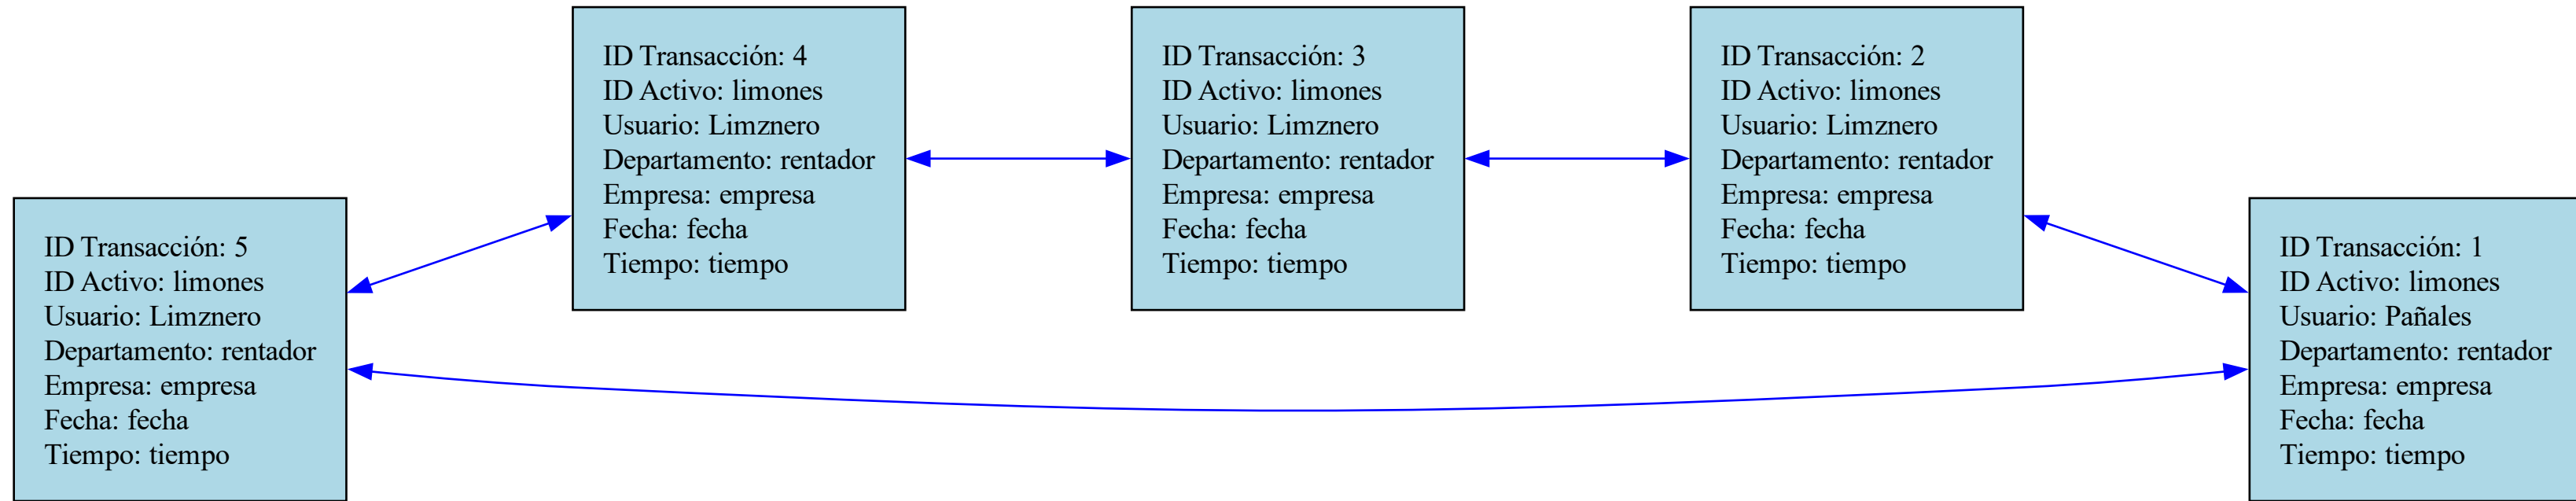 ID Transacción: 5
ID Activo: limones
Usuario: Limznero
Departamento: rentador
Empresa: empresa
Fecha: fecha
Tiempo: tiempo
ID Transacción: 4
ID Activo: limones
Usuario: Limznero
Departamento: rentador
Empresa: empresa
Fecha: fecha
Tiempo: tiempo
ID Transacción: 3
ID Activo: limones
Usuario: Limznero
Departamento: rentador
Empresa: empresa
Fecha: fecha
Tiempo: tiempo
ID Transacción: 2
ID Activo: limones
Usuario: Limznero
Departamento: rentador
Empresa: empresa
Fecha: fecha
Tiempo: tiempo
ID Transacción: 1
ID Activo: limones
Usuario: Pañales
Departamento: rentador
Empresa: empresa
Fecha: fecha
Tiempo: tiempo